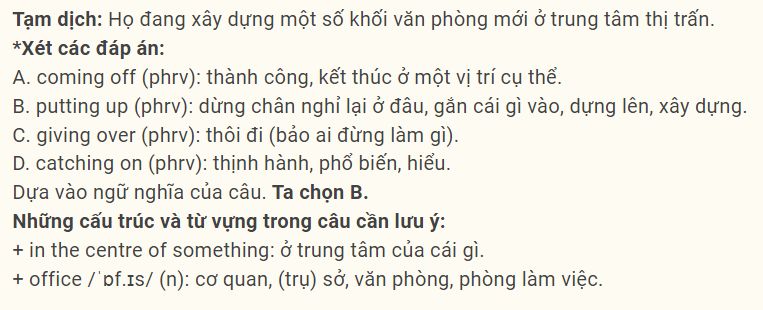 Tạm dịch: Họ đang xây dựng một số khối văn phòng mới ở trung tâm thị trấn.
*Xét các đáp án:
A. coming off (phrv): thành công, kết thúc ở một vị trí cụ thể.
B. putting up (phrv): dừng chân nghỉ lại ở đâu, gắn cái gì vào, dựng lên, xây dựng.
C. giving over (phrv): thôi đi (bảo ai đừng làm gì).
D. catching on (phrv): thịnh hành, phổ biến, hiểu.
Dựa vào ngữ nghĩa của câu. Ta chọn B.
Những cấu trúc và từ vựng trong câu cần lưu ý:
+ in the centre of something: ở trung tâm của cái gì.
+ office /ˈɒf.ɪs/ (n): cơ quan, (trụ) sở, văn phòng, phòng làm việc.